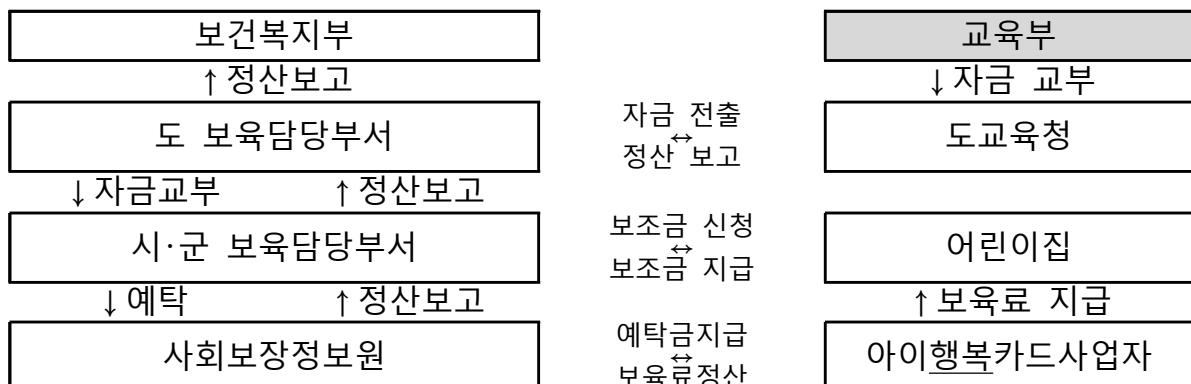 보건복지부 교육부
↑정산보고 ↓자금 교부
도 보육담당부서 자금 전출 ↔ 정산 보고 도교육청
↓자금교부 ↑정산보고
시·군 보육담당부서 보조금 신청 ↔ 보조금 지급 어린이집
↓예탁 ↑정산보고 ↑보육료 지급
사회보장정보원 예탁금지급 ↔ 보육료정산 아이행복카드사업자